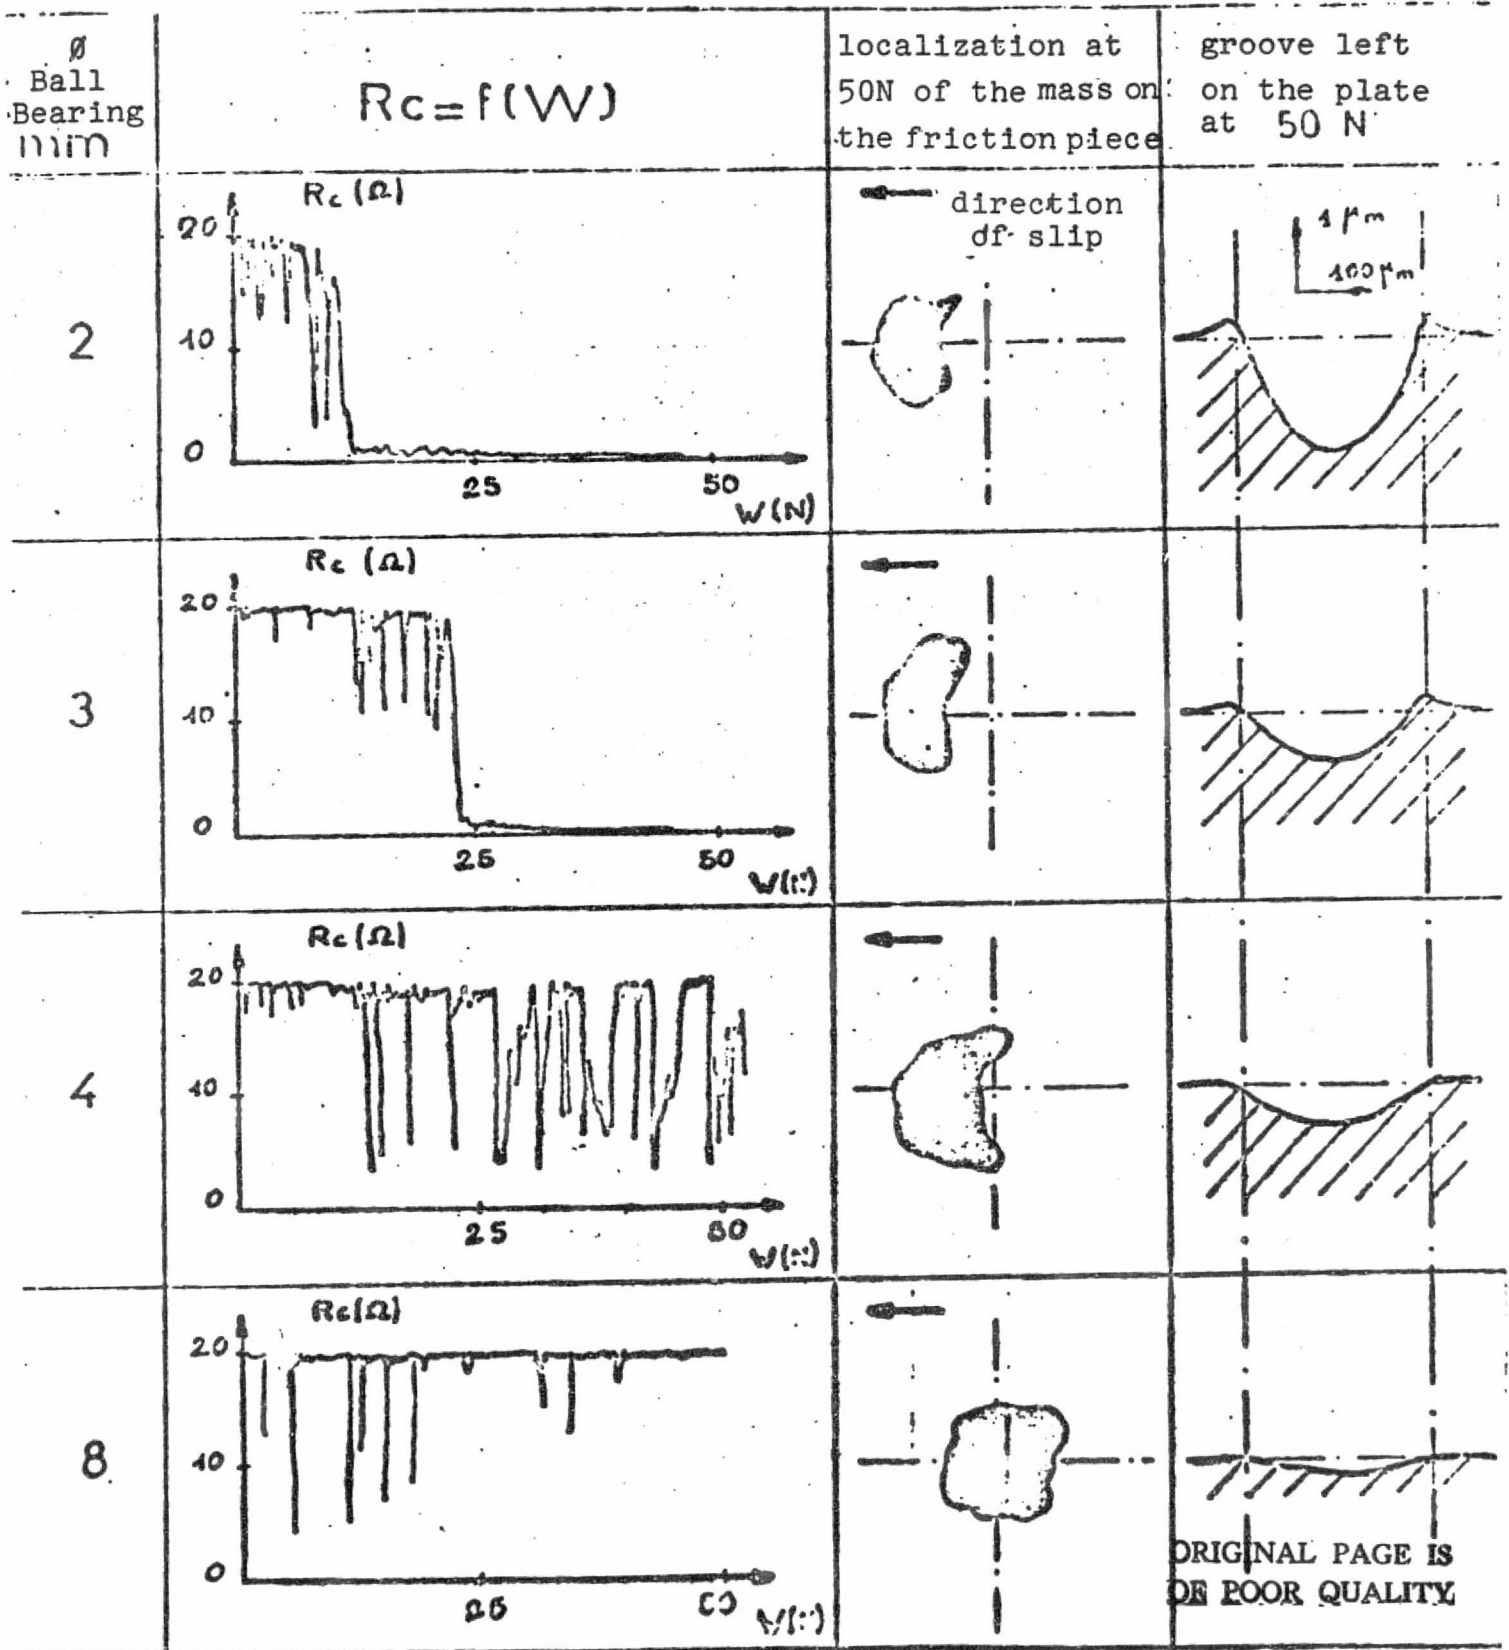 Ø
Ball
Bearing
mm
Rc = f(W)
localization at
50N of the mass on
the friction piece
groove left
on the plate
at 50 N
2
Rc (Ω)
20
10
0
25
50
W(N)
direction
of slip
1 μm
100 μm
3
Rc (Ω)
20
10
0
25
50
4
Rc (Ω)
20
10
0
25
50
8
Rc (Ω)
20
10
0
25
ORIGINAL PAGE IS
OF POOR QUALITY